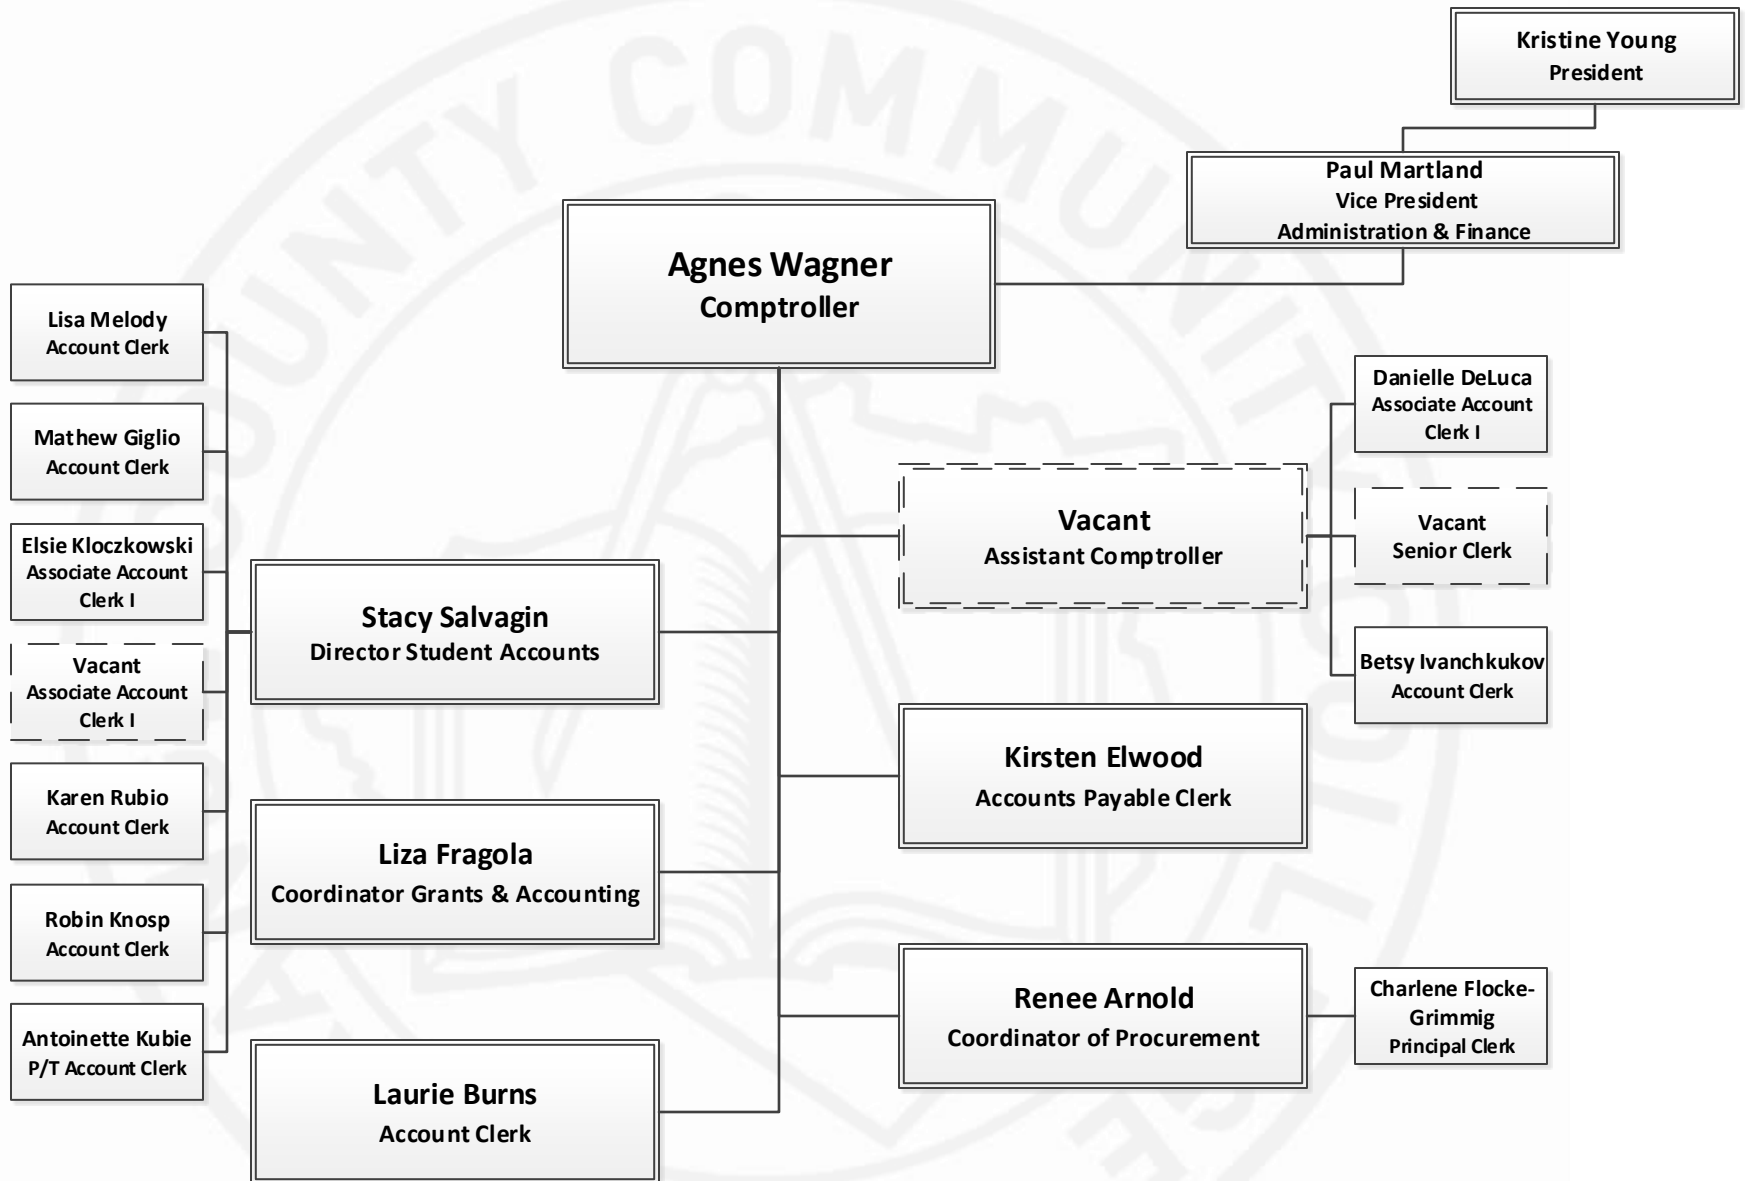 Kristine Young
President
Paul Martland
Vice President
Administration & Finance
Agnes Wagner
Comptroller
Lisa Melody
Account Clerk
Mathew Giglio
Account Clerk
Elsie Kloczkowski
Associate Account
Clerk I
Vacant
Associate Account
Clerk I
Karen Rubio
Account Clerk
Robin Knosp
Account Clerk
Antoinette Kubie
P/T Account Clerk
Stacy Salvagin
Director Student Accounts
Liza Fragola
Coordinator Grants & Accounting
Laurie Burns
Account Clerk
Vacant
Assistant Comptroller
Kirsten Elwood
Accounts Payable Clerk
Renee Arnold
Coordinator of Procurement
Danielle DeLuca
Associate Account
Clerk I
Vacant
Senior Clerk
Betsy Ivanchkukov
Account Clerk
Charlene Flocke-
Grimmig
Principal Clerk
COUNTY COMMUNITY